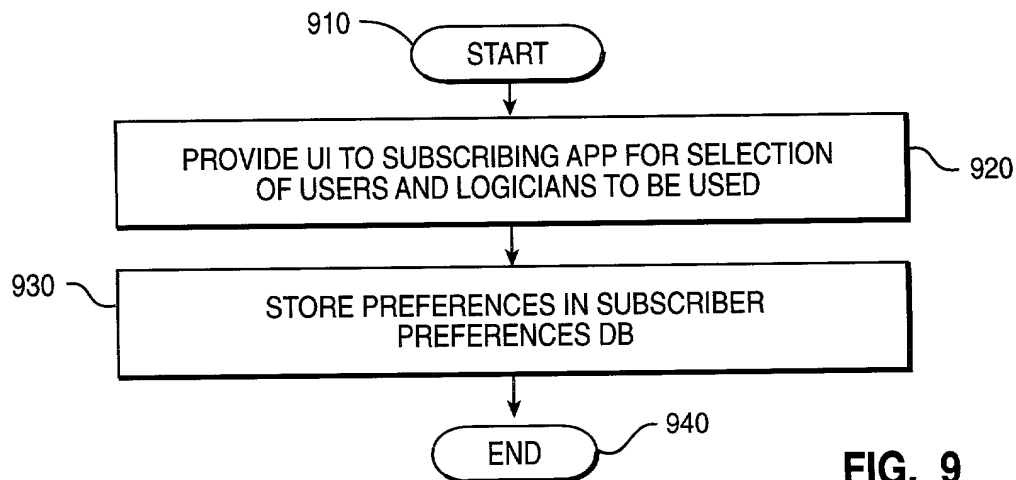 910
START
PROVIDE UI TO SUBSCRIBING APP FOR SELECTION
OF USERS AND LOGICIANS TO BE USED
920
930
STORE PREFERENCES IN SUBSCRIBER
PREFERENCES DB
END
940
FIG. 9